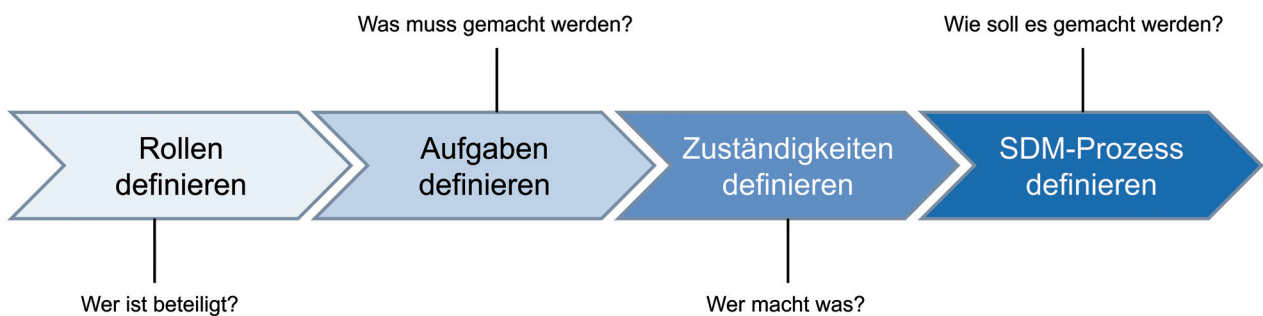 Was muss gemacht werden?
Wie soll es gemacht werden?
Rollen
definieren
Aufgaben
definieren
Zuständigkeiten
definieren
SDM-Prozess
definieren
Wer ist beteiligt?
Wer macht was?